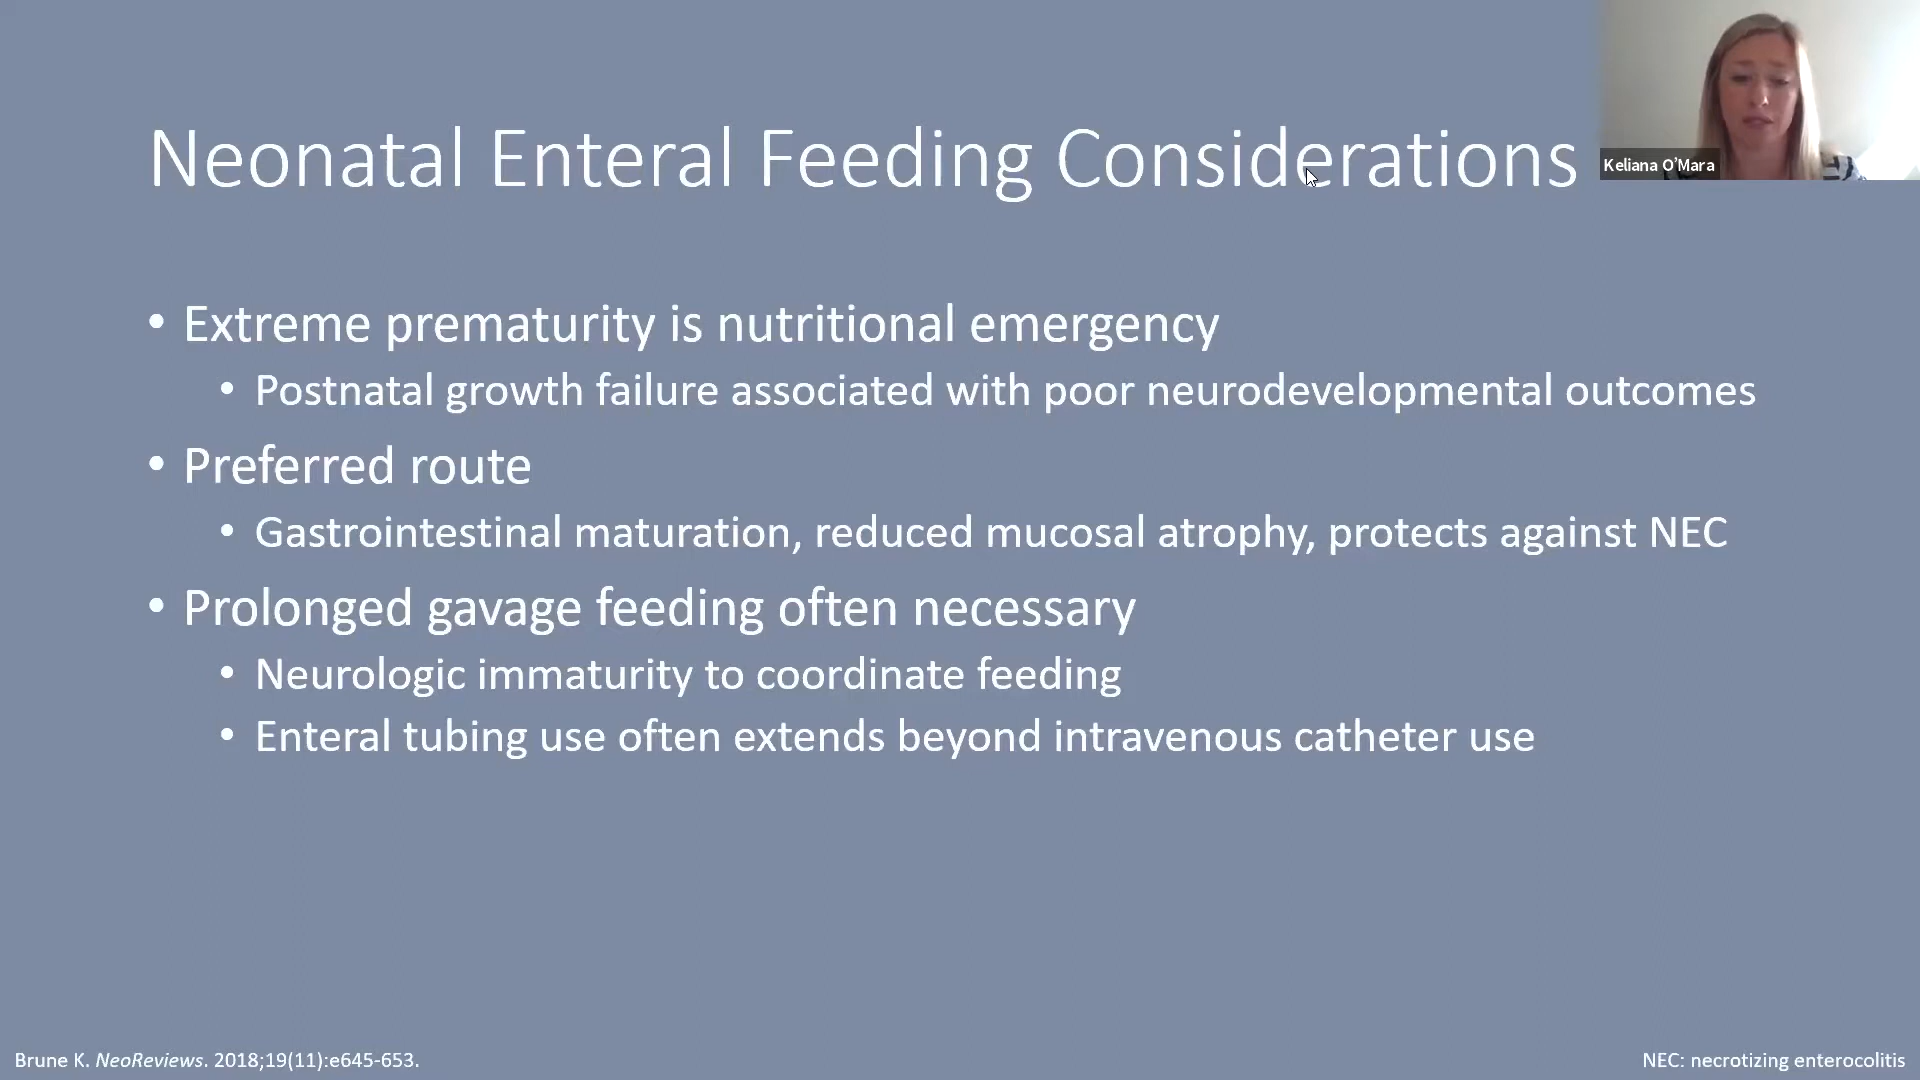 Neonatal Enteral Feeding Considerations
Keliana O'Mara
• Extreme prematurity is nutritional emergency
• Postnatal growth failure associated with poor neurodevelopmental outcomes
• Preferred route
• Gastrointestinal maturation, reduced mucosal atrophy, protects against NEC
• Prolonged gavage feeding often necessary
• Neurologic immaturity to coordinate feeding
• Enteral tubing use often extends beyond intravenous catheter use
Brune K. NeoReviews. 2018;19(11):e645-653.
NEC: necrotizing enterocolitis